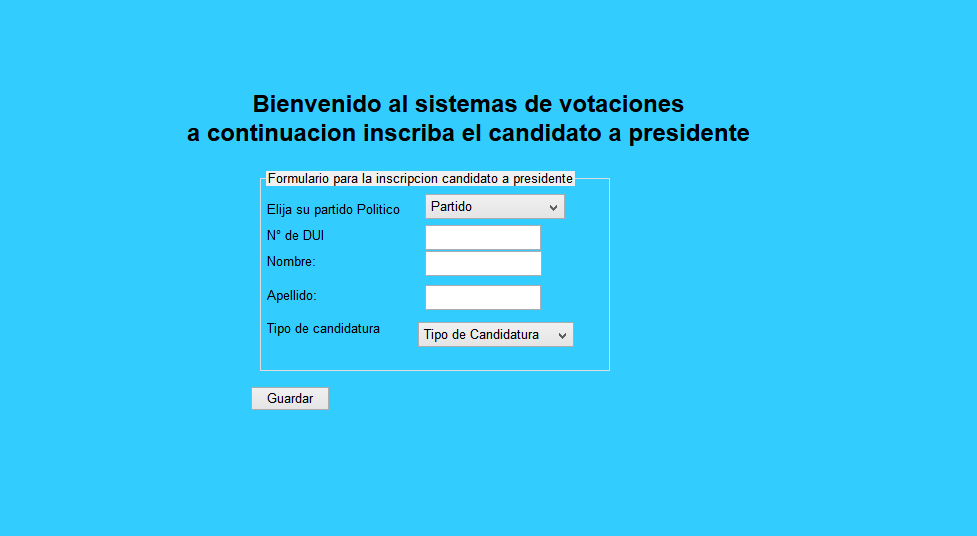 Bienvenido al sistemas de votaciones
a continuacion inscriba el candidato a presidente
Formulario para la inscripcion candidato a presidente
Elija su partido Politico Partido
N° de DUI
Nombre:
Apellido:
Tipo de candidatura Tipo de Candidatura
Guardar